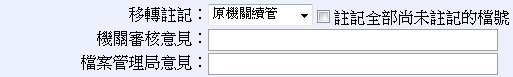 移轉註記： 原機關續管 註記全部尚未註記的檔號
機關審核意見：
檔案管理局意見：